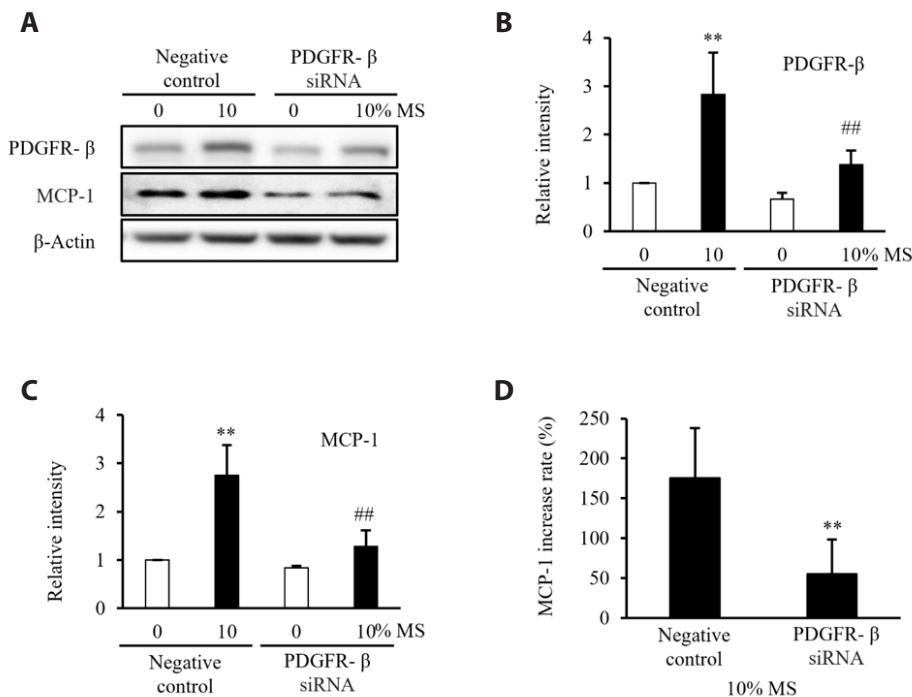 A
Negative control
PDGFR- β siRNA
0 10 0 10% MS
PDGFR- β
MCP-1
β-Actin
B
Relative intensity
4
3
2
1
0
**
##
PDGFR-β
0 10 0 10% MS
Negative control
PDGFR- β siRNA
C
Relative intensity
4
3
2
1
0
**
##
MCP-1
0 10 0 10% MS
Negative control
PDGFR- β siRNA
D
MCP-1 increase rate (%)
250
200
150
100
50
0
**
Negative control
PDGFR- β siRNA
10% MS